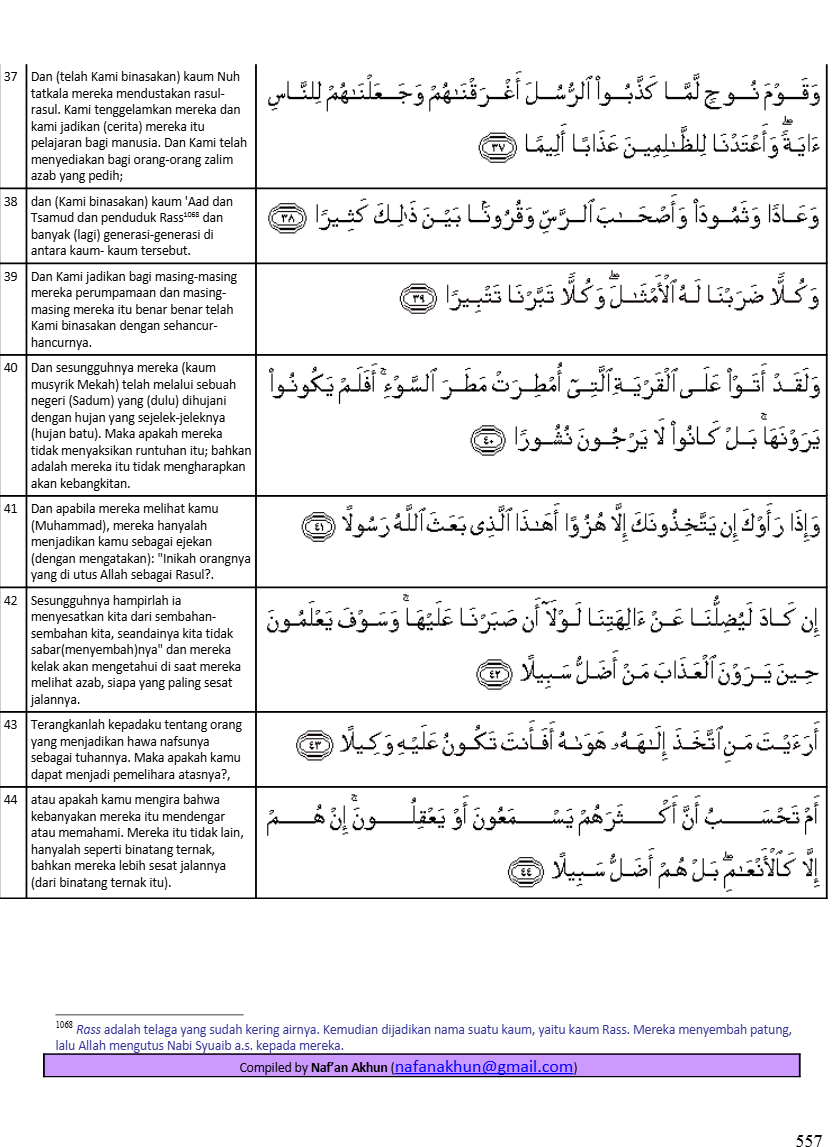 37
Dan (telah Kami binasakan) kaum Nuh
tatkala mereka mendustakan rasul-
rasul. Kami tenggelamkan mereka dan
kami jadikan (cerita) mereka itu
pelajaran bagi manusia. Dan Kami telah
menyediakan bagi orang-orang zalim
azab yang pedih;
وَقَوْمَ نُوحٍ لَّمَّا كَذَّبُوا۟ ٱلرُّسُلَ أَغْرَقْنَـٰهُمْ وَجَعَلْنَـٰهُمْ لِلنَّاسِ
ءَايَةً ۖ وَأَعْتَدْنَا لِلظَّـٰلِمِينَ عَذَابًا أَلِيمًا ﴿٣٧﴾
38
dan (Kami binasakan) kaum 'Aad dan
Tsamud dan penduduk Rass¹⁰⁶⁸ dan
banyak (lagi) generasi-generasi di
antara kaum- kaum tersebut.
وَعَادًا وَثَمُودَا۟ وَأَصْحَـٰبَ ٱلرَّسِّ وَقُرُونًۢا بَيْنَ ذَٰلِكَ كَثِيرًا ﴿٣٨﴾
39
Dan Kami jadikan bagi masing-masing
mereka perumpamaan dan masing-
masing mereka itu benar benar telah
Kami binasakan dengan sehancur-
hancurnya.
وَكُلًّا ضَرَبْنَا لَهُ ٱلْأَمْثَـٰلَ ۖ وَكُلًّا تَبَّرْنَا تَتْبِيرًا ﴿٣٩﴾
40
Dan sesungguhnya mereka (kaum
musyrik Mekah) telah melalui sebuah
negeri (Sadum) yang (dulu) dihujani
dengan hujan yang sejelek-jeleknya
(hujan batu). Maka apakah mereka
tidak menyaksikan runtuhan itu; bahkan
adalah mereka itu tidak mengharapkan
akan kebangkitan.
وَلَقَدْ أَتَوْا۟ عَلَى ٱلْقَرْيَةِ ٱلَّتِىٓ أُمْطِرَتْ مَطَرَ ٱلسَّوْءِ ۚ أَفَلَمْ يَكُونُوا۟
يَرَوْنَهَا ۚ بَلْ كَانُوا۟ لَا يَرْجُونَ نُشُورًا ﴿٤٠﴾
41
Dan apabila mereka melihat kamu
(Muhammad), mereka hanyalah
menjadikan kamu sebagai ejekan
(dengan mengatakan): "Inikah orangnya
yang di utus Allah sebagai Rasul?.
وَإِذَا رَأَوْكَ إِن يَتَّخِذُونَكَ إِلَّا هُزُوًا أَهَـٰذَا ٱلَّذِى بَعَثَ ٱللَّهُ رَسُولًا ﴿٤١﴾
42
Sesungguhnya hampirlah ia
menyesatkan kita dari sembahan-
sembahan kita, seandainya kita tidak
sabar(menyembah)nya" dan mereka
kelak akan mengetahui di saat mereka
melihat azab, siapa yang paling sesat
jalannya.
إِن كَادَ لَيُضِلُّنَا عَنْ ءَالِهَتِنَا لَوْلَآ أَن صَبَرْنَا عَلَيْهَا ۚ وَسَوْفَ يَعْلَمُونَ
حِينَ يَرَوْنَ ٱلْعَذَابَ مَنْ أَضَلُّ سَبِيلًا ﴿٤٢﴾
43
Terangkanlah kepadaku tentang orang
yang menjadikan hawa nafsunya
sebagai tuhannya. Maka apakah kamu
dapat menjadi pemelihara atasnya?,
أَرَءَيْتَ مَنِ ٱتَّخَذَ إِلَـٰهَهُۥ هَوَىٰهُ أَفَأَنتَ تَكُونُ عَلَيْهِ وَكِيلًا ﴿٤٣﴾
44
atau apakah kamu mengira bahwa
kebanyakan mereka itu mendengar
atau memahami. Mereka itu tidak lain,
hanyalah seperti binatang ternak,
bahkan mereka lebih sesat jalannya
(dari binatang ternak itu).
أَمْ تَحْسَبُ أَنَّ أَكْثَرَهُمْ يَسْمَعُونَ أَوْ يَعْقِلُونَ ۚ إِنْ هُمْ
إِلَّا كَٱلْأَنْعَـٰمِ ۖ بَلْ هُمْ أَضَلُّ سَبِيلًا ﴿٤٤﴾
¹⁰⁶⁸ Rass adalah telaga yang sudah kering airnya. Kemudian dijadikan nama suatu kaum, yaitu kaum Rass. Mereka menyembah patung,
lalu Allah mengutus Nabi Syuaib a.s. kepada mereka.
Compiled by Naf’an Akhun (nafanakhun@gmail.com)
557